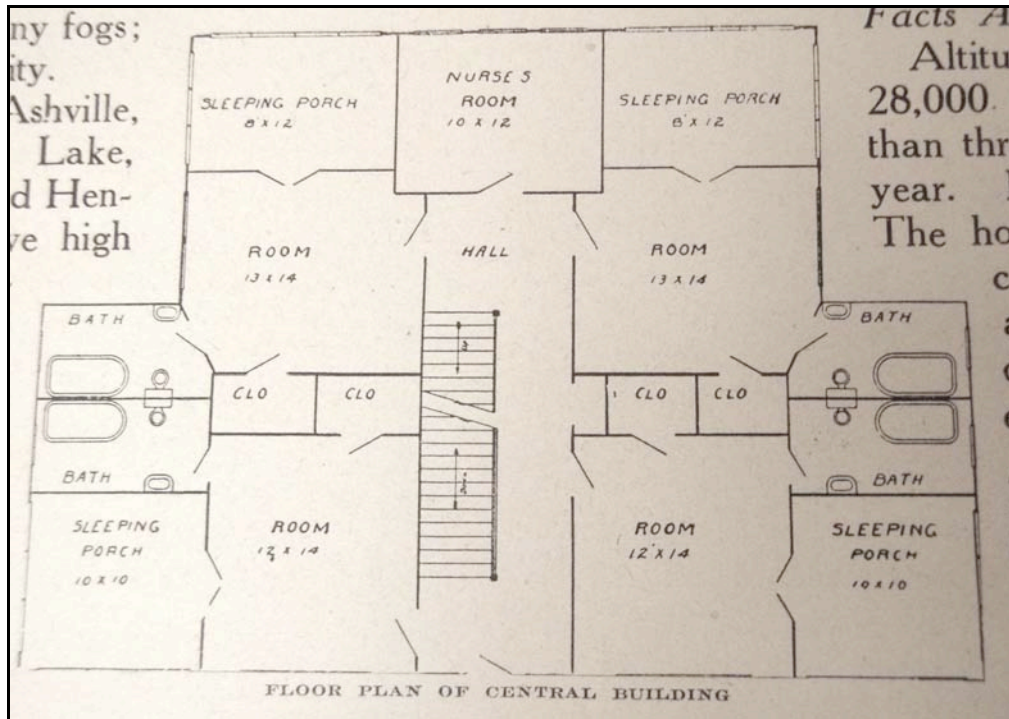 ny fogs;
ity.
Ashville,
Lake,
d Hen-
ve high
Facts A
Altitu
28,000.
than thr
year.
The ho
c
a
NURSES
ROOM
10 X 12
SLEEPING PORCH
8 X 12
SLEEPING PORCH
8 X 12
ROOM
13 X 14
HALL
ROOM
13 X 14
BATH
BATH
UP
CLO
CLO
CLO
CLO
BATH
BATH
Down
SLEEPING
PORCH
10 X 10
ROOM
ROOM
12 X 14
SLEEPING
PORCH
10 X 10
FLOOR PLAN OF CENTRAL BUILDING